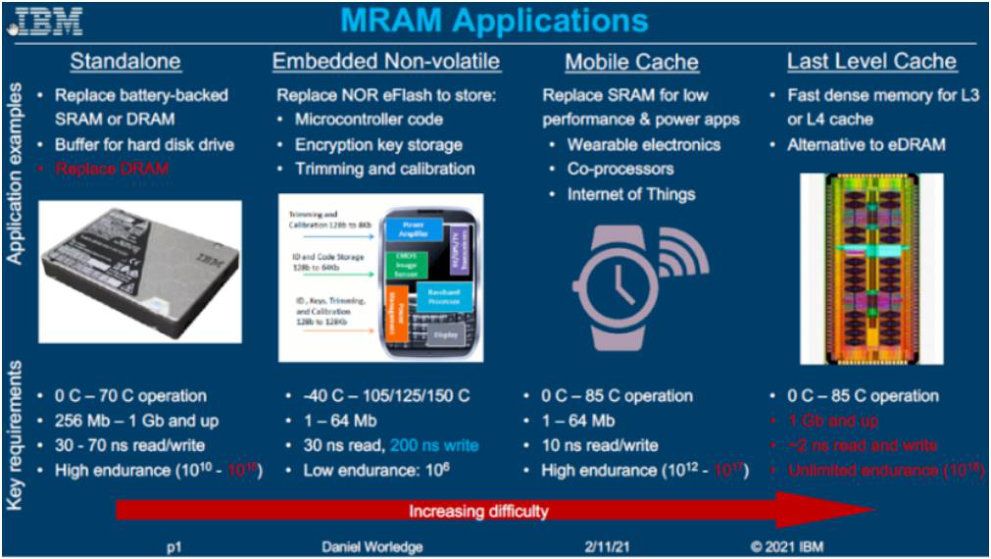 IBM
MRAM Applications
Application examples
Standalone
• Replace battery-backed
SRAM or DRAM
• Buffer for hard disk drive
• Replace DRAM
IBM
Key requirements
• 0 C – 70 C operation
• 256 Mb – 1 Gb and up
• 30 - 70 ns read/write
• High endurance (10¹⁰ -
Embedded Non-volatile
Replace NOR eFlash to store:
• Microcontroller code
• Encryption key storage
• Trimming and calibration
Trimming and
Calibration 128b to 8Kb
ID and Code Storage
128b to 64Kb
ID, Keys, Trimming,
and Calibration
128b to 128Kb
Power
Amplifier
CMOS
Image
Sensor
Baseband
Processor
Power
Management
Display
• -40 C – 105/125/150 C
• 1 – 64 Mb
• 30 ns read, 200 ns write
• Low endurance: 10⁶
Mobile Cache
Replace SRAM for low
performance & power apps
• Wearable electronics
• Co-processors
• Internet of Things
• 0 C – 85 C operation
• 1 – 64 Mb
• 10 ns read/write
• High endurance (10¹² - 10¹⁷)
Last Level Cache
• Fast dense memory for L3
or L4 cache
• Alternative to eDRAM
• 0 C – 85 C operation
• 1 Gb and up
• ~2 ns read and write
• Unlimited endurance (10¹⁸)
Increasing difficulty
p1
Daniel Worledge
2/11/21
© 2021 IBM